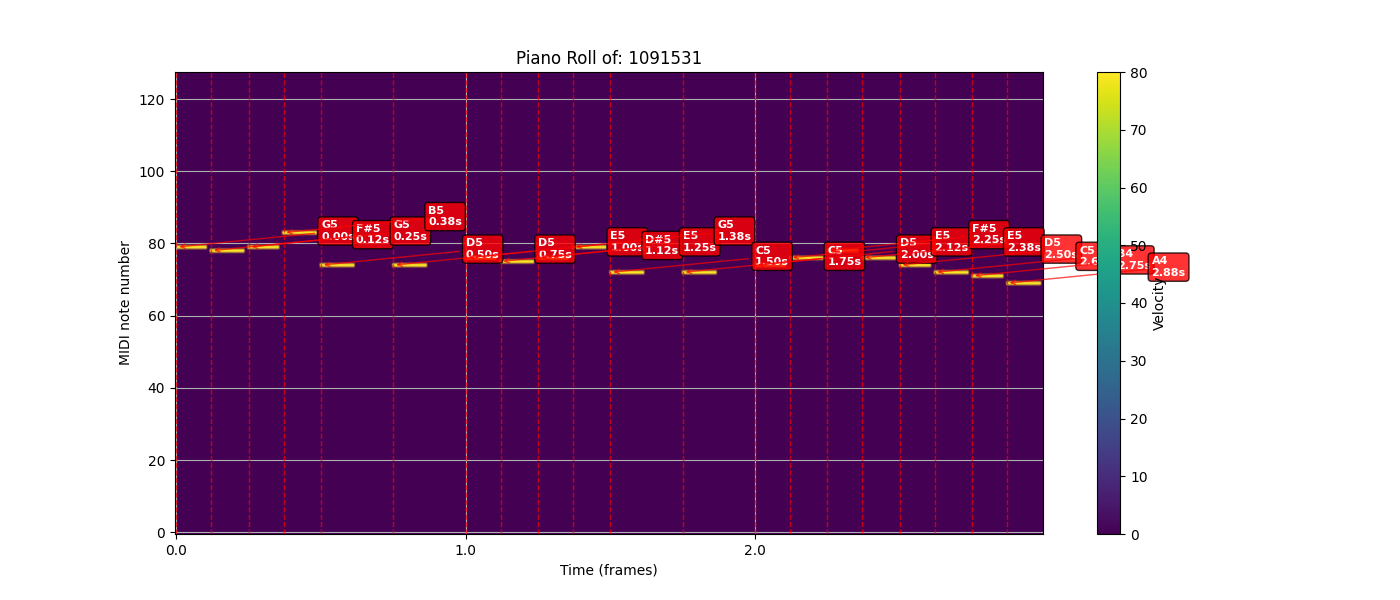 Piano Roll of: 1091531
MIDI note number
120
100
80
60
40
20
0
0.0
1.0
2.0
Time (frames)
G5
0.00s
F#5
0.12s
G5
0.25s
B5
0.38s
D5
0.50s
D5
0.75s
E5
1.00s
D#5
1.12s
E5
1.25s
G5
1.38s
C5
1.50s
C5
1.75s
D5
2.00s
E5
2.12s
F#5
2.25s
E5
2.38s
D5
2.50s
C5
B4
2.75s
A4
2.88s
80
70
60
50
40
30
20
10
0
Velocity